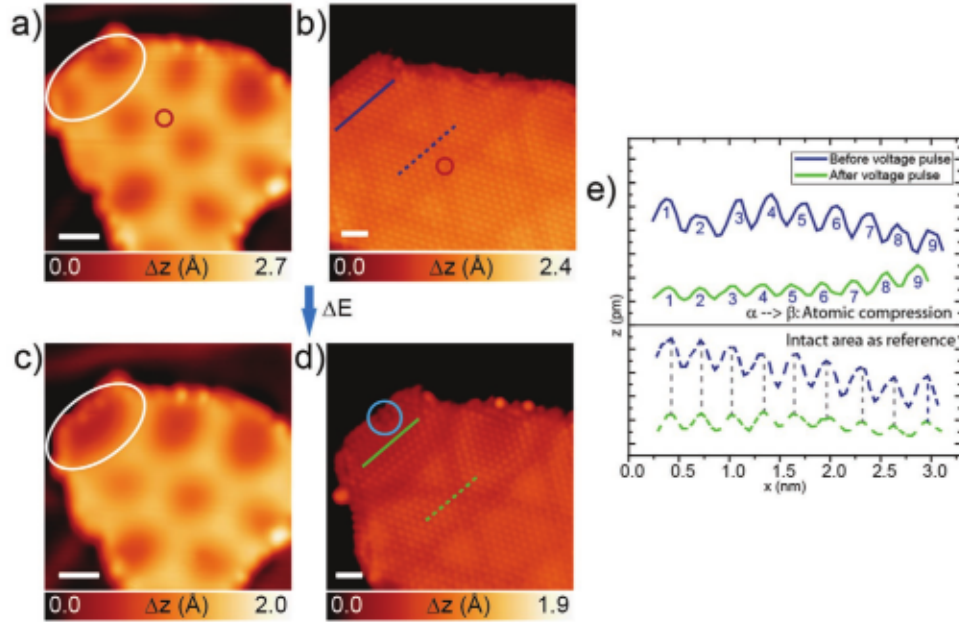 a)
b)
0.0 Δz (Å) 2.7
0.0 Δz (Å) 2.4
ΔE
c)
d)
0.0 Δz (Å) 2.0
0.0 Δz (Å) 1.9
e)
Before voltage pulse
After voltage pulse
1 2 3 4 5 6 7 8 9
1 2 3 4 5 6 7 8 9
α --> β: Atomic compression
Intact area as reference
z (pm)
0.0 0.5 1.0 1.5 2.0 2.5 3.0
x (nm)